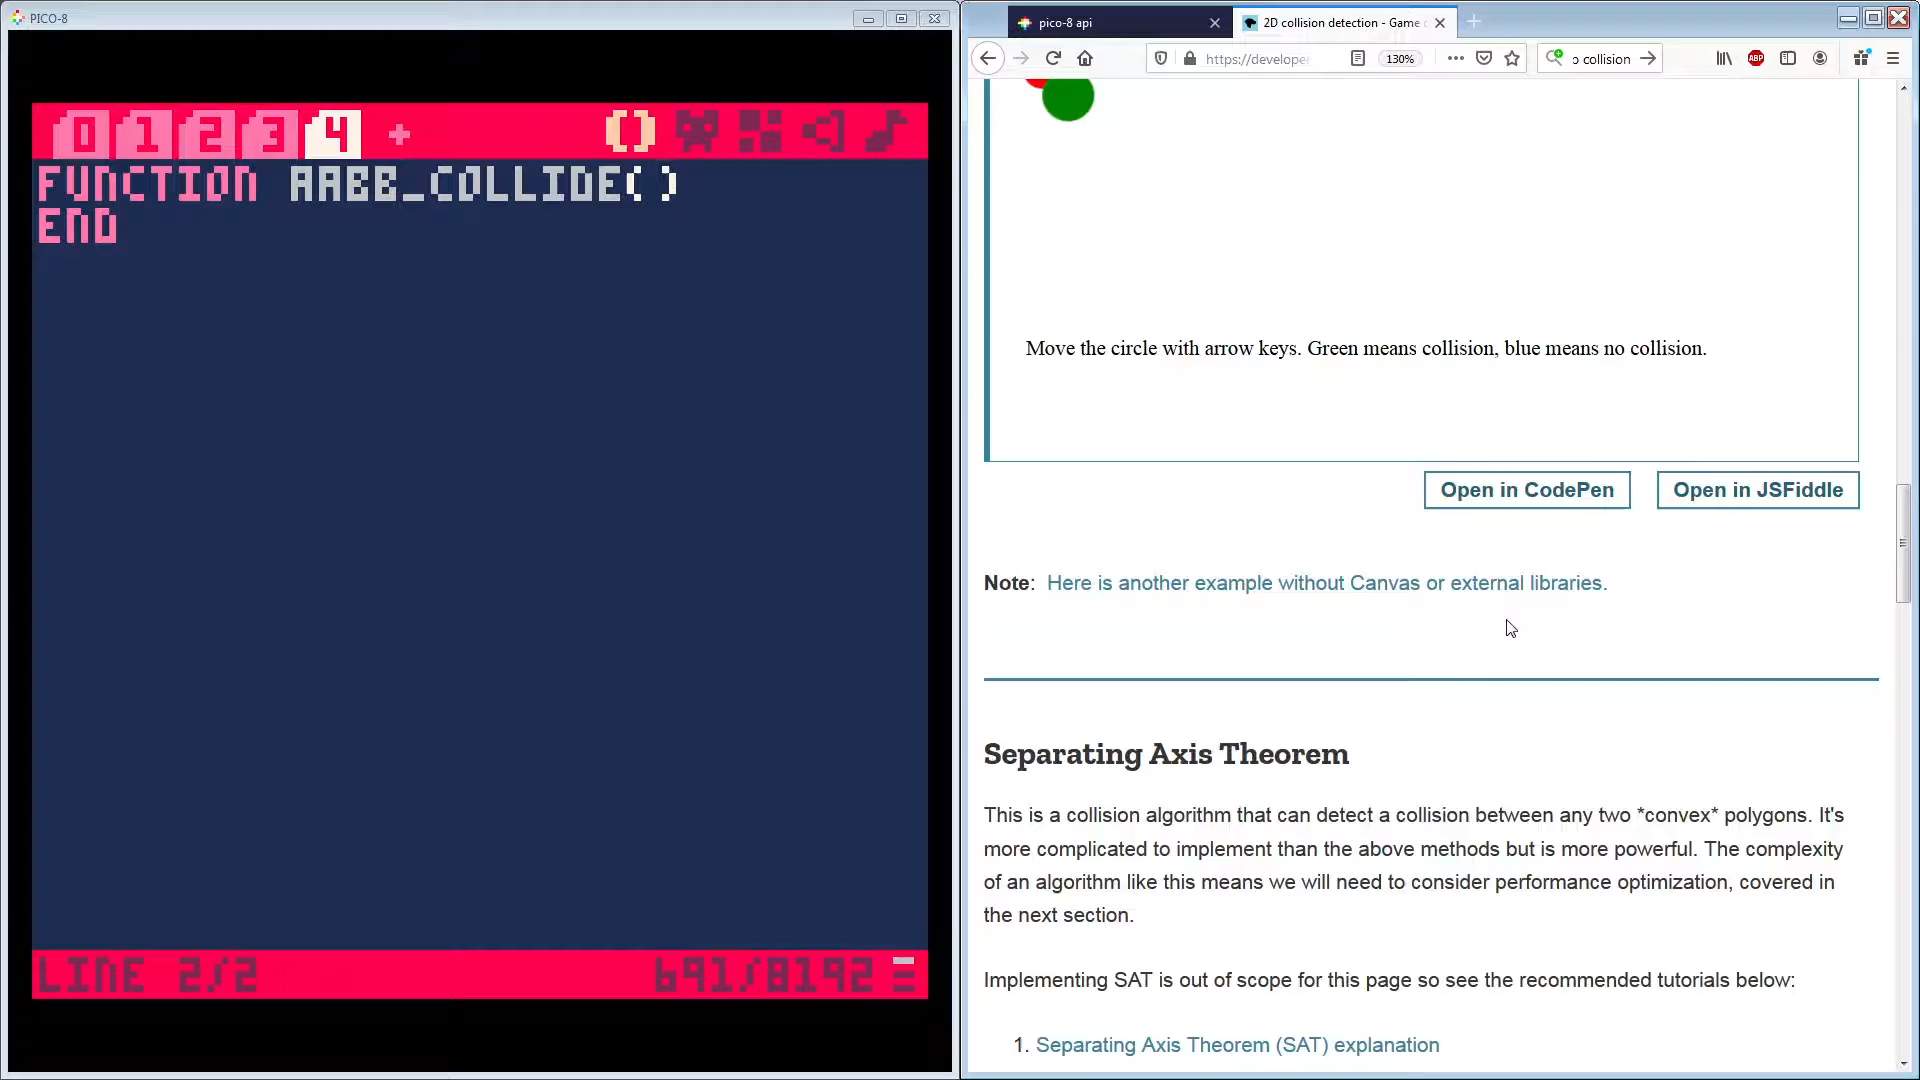 PICO-8
0 1 2 3 4 +
FUNCTION AABB_COLLIDE()
END
LINE 2/2
691/8192
pico-8 api
2D collision detection - Game
https://develope
130%
ABP
collision
Move the circle with arrow keys. Green means collision, blue means no collision.
Open in CodePen
Open in JSFiddle
Note: Here is another example without Canvas or external libraries.
Separating Axis Theorem
This is a collision algorithm that can detect a collision between any two *convex* polygons. It's
more complicated to implement than the above methods but is more powerful. The complexity
of an algorithm like this means we will need to consider performance optimization, covered in
the next section.
Implementing SAT is out of scope for this page so see the recommended tutorials below:
1. Separating Axis Theorem (SAT) explanation